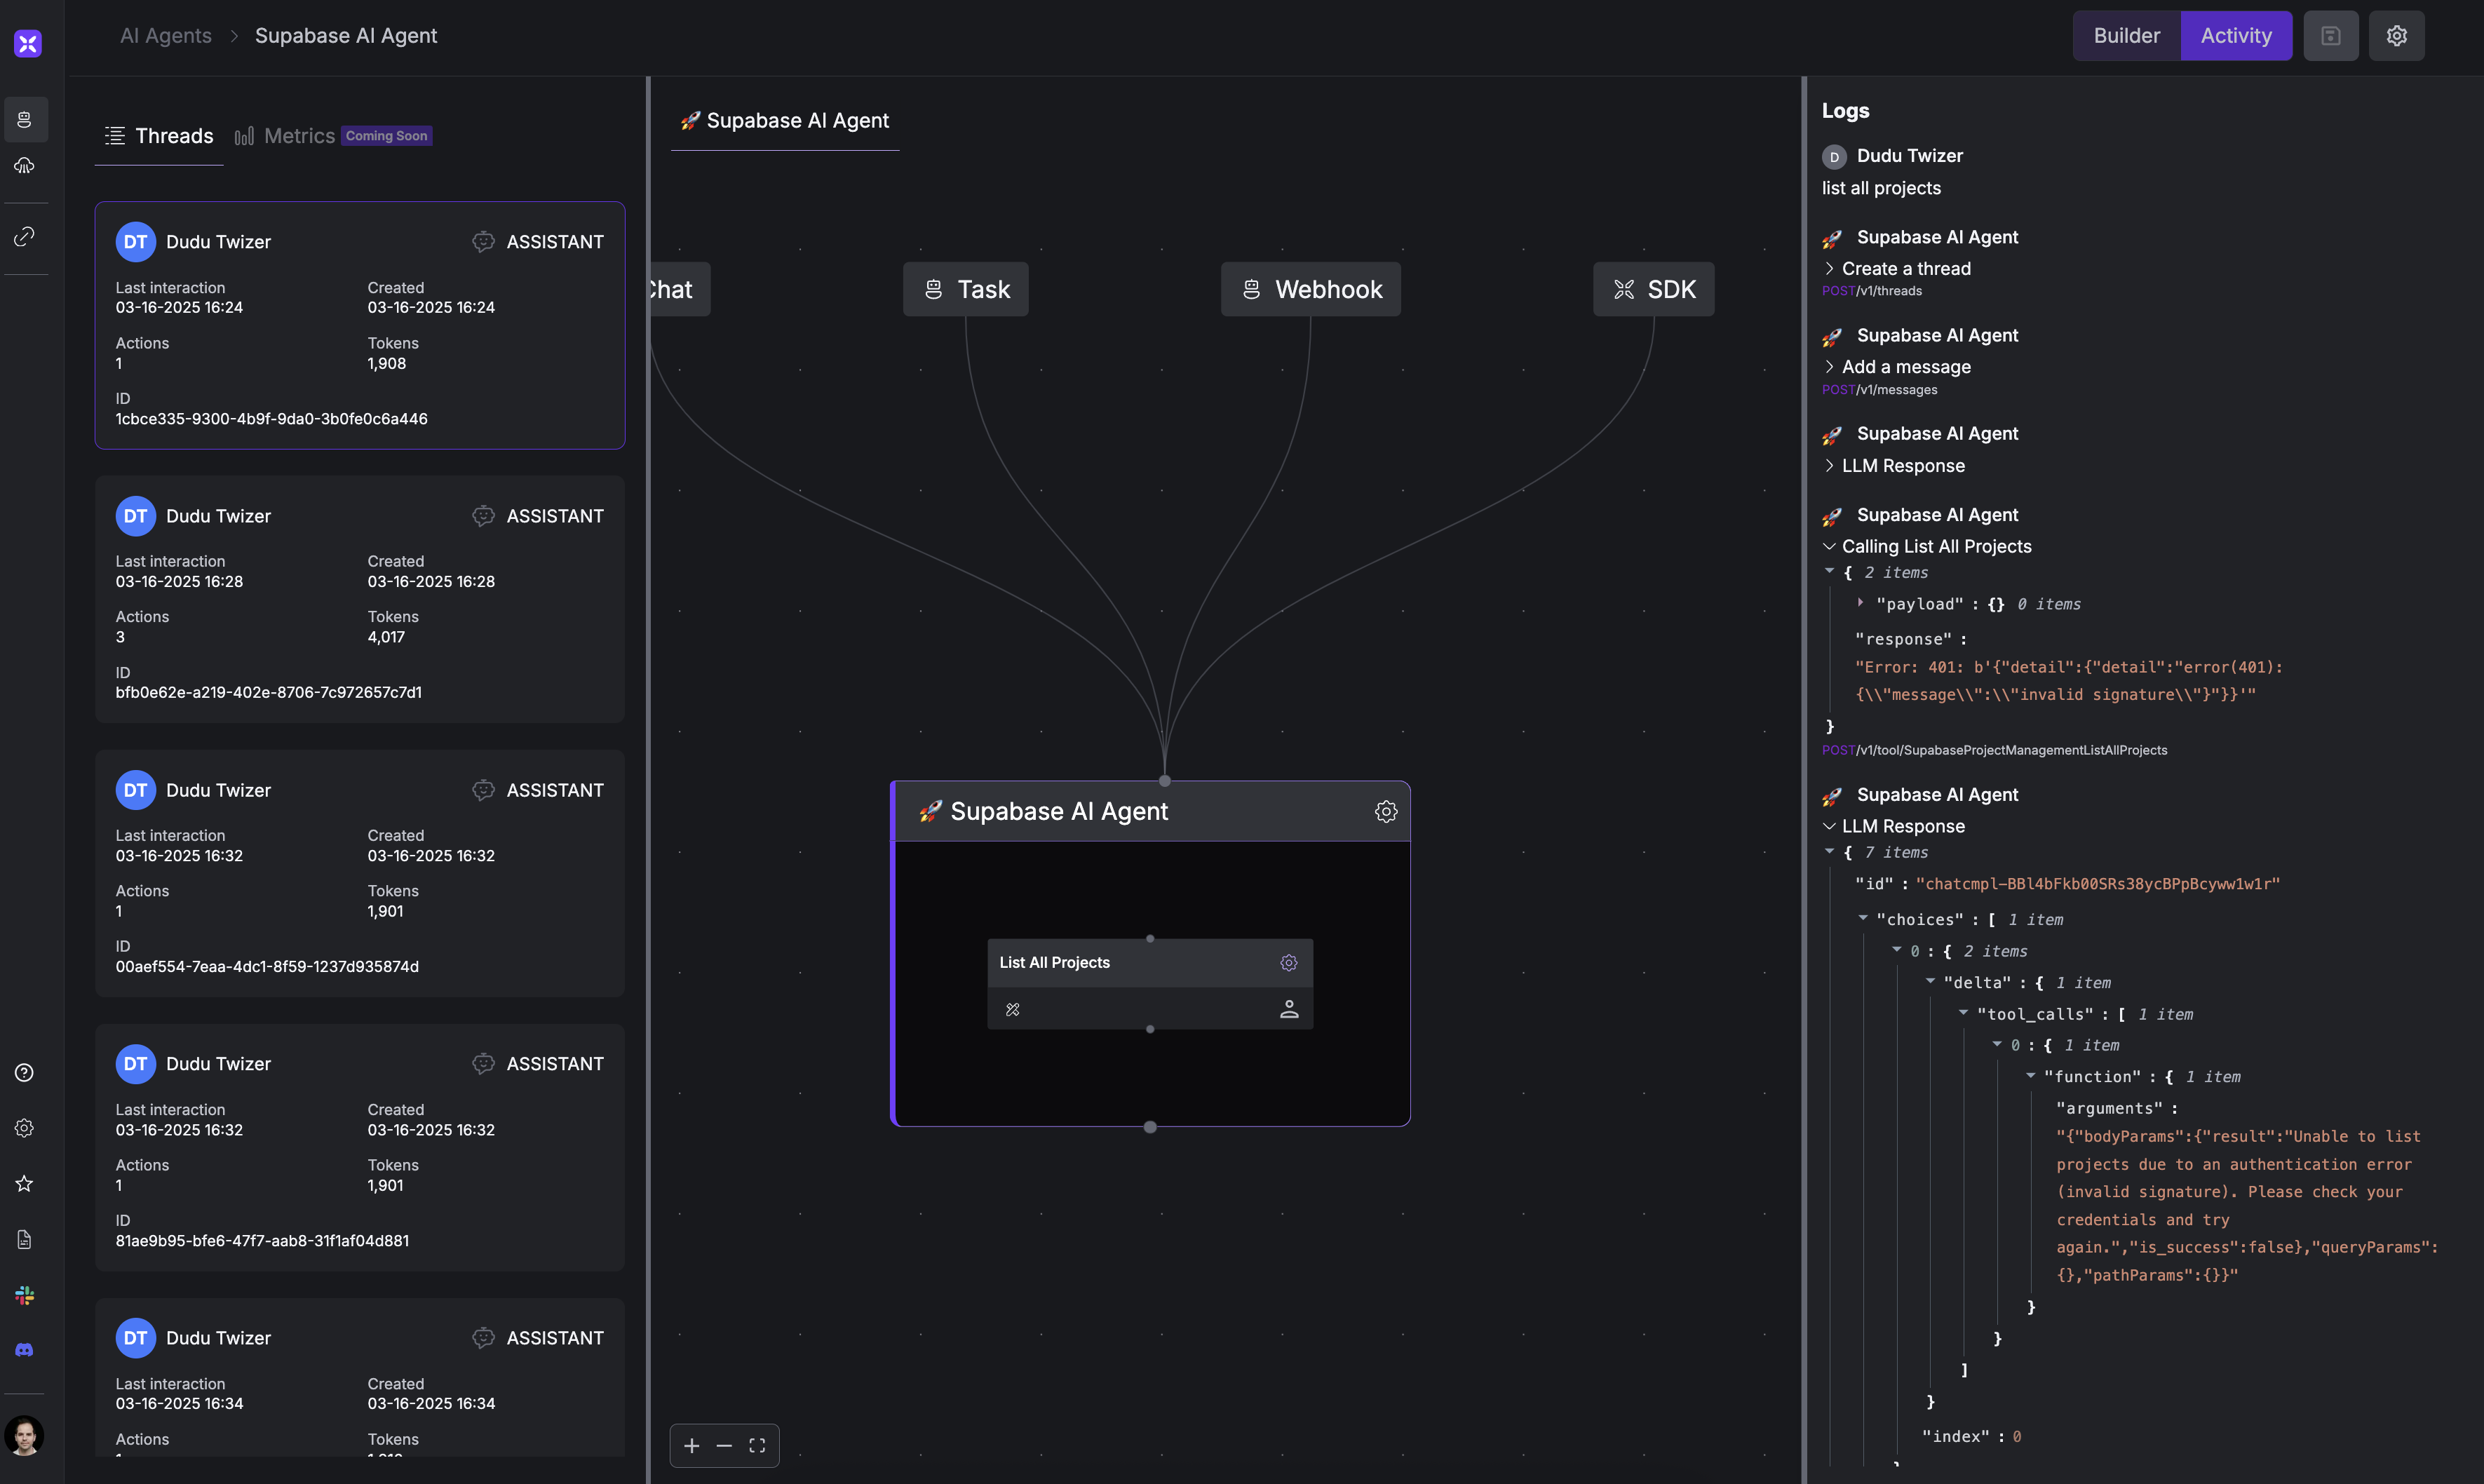 AI Agents > Supabase AI Agent
Builder
Activity
Threads
Metrics
Coming Soon
DT
Dudu Twizer
ASSISTANT
Last interaction
Created
03-16-2025 16:24
03-16-2025 16:24
Actions
Tokens
1
1,908
ID
1cbce335-9300-4b9f-9da0-3b0fe0c6a446
DT
Dudu Twizer
ASSISTANT
Last interaction
Created
03-16-2025 16:28
03-16-2025 16:28
Actions
Tokens
3
4,017
ID
bfb0e62e-a219-402e-8706-7c972657c7d1
DT
Dudu Twizer
ASSISTANT
Last interaction
Created
03-16-2025 16:32
03-16-2025 16:32
Actions
Tokens
1
1,901
ID
00aef554-7eaa-4dc1-8f59-1237d935874d
DT
Dudu Twizer
ASSISTANT
Last interaction
Created
03-16-2025 16:32
03-16-2025 16:32
Actions
Tokens
1
1,901
ID
81ae9b95-bfe6-47f7-aab8-31f1af04d881
DT
Dudu Twizer
ASSISTANT
Last interaction
Created
03-16-2025 16:34
03-16-2025 16:34
Actions
Tokens
🚀 Supabase AI Agent
Chat
Task
Webhook
SDK
🚀 Supabase AI Agent
List All Projects
Logs
D
Dudu Twizer
list all projects
🚀 Supabase AI Agent
Create a thread
POST/v1/threads
🚀 Supabase AI Agent
Add a message
POST/v1/messages
🚀 Supabase AI Agent
LLM Response
🚀 Supabase AI Agent
Calling List All Projects
{ 2 items
"payload" : {} 0 items
"response" :
"Error: 401: b'{"detail":{"detail":"error(401):
{\\"message\\":\\"invalid signature\\"}"}}'"
}
POST/v1/tool/SupabaseProjectManagementListAllProjects
🚀 Supabase AI Agent
LLM Response
{ 7 items
"id" : "chatcmpl-BBl4bFkb00SRs38ycBPpBcyww1w1r"
"choices" : [ 1 item
0 : { 2 items
"delta" : { 1 item
"tool_calls" : [ 1 item
0 : { 1 item
"function" : { 1 item
"arguments" :
"{"bodyParams":{"result":"Unable to list
projects due to an authentication error
(invalid signature). Please check your
credentials and try
again.","is_success":false},"queryParams":
{},"pathParams":{}}"
}
}
]
}
"index" : 0